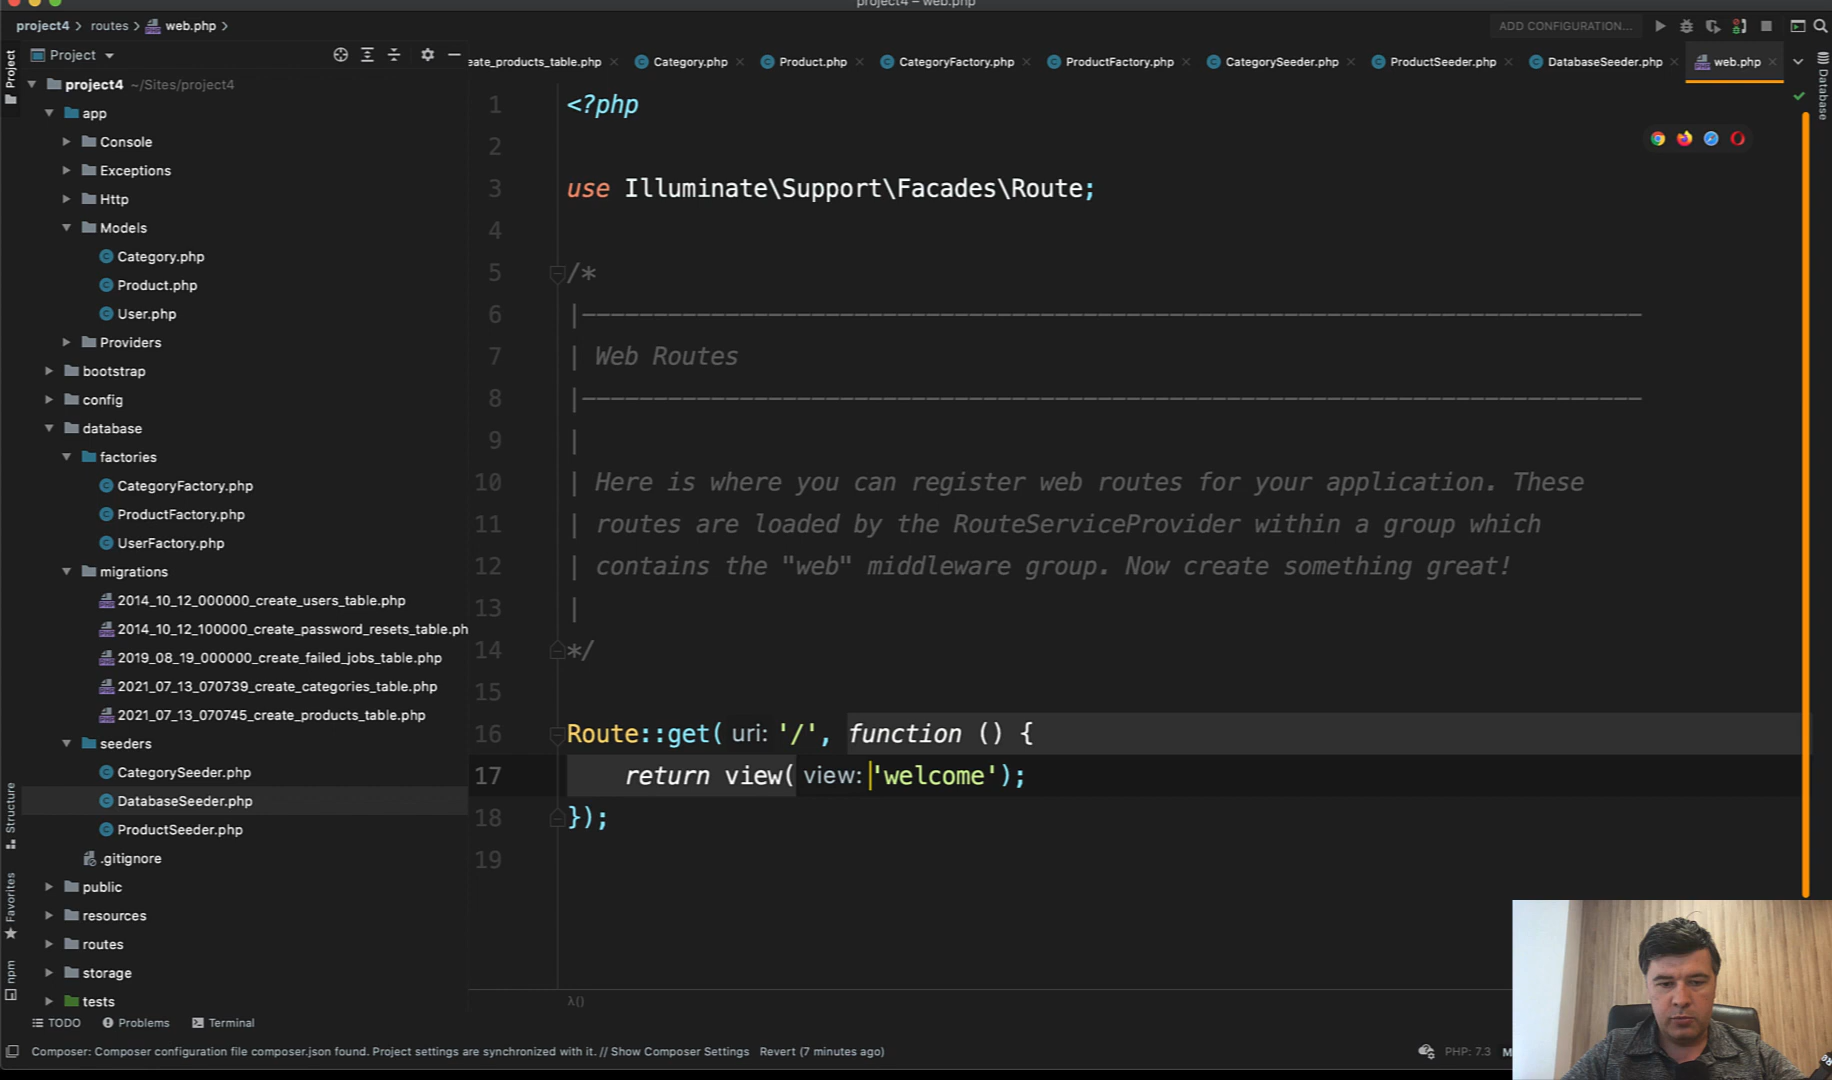 project4 – web.php
project4 routes web.php
ADD CONFIGURATION...
Project
eate_products_table.php Category.php Product.php CategoryFactory.php ProductFactory.php CategorySeeder.php ProductSeeder.php DatabaseSeeder.php web.php
Project
Structure
Favorites
npm
Database
project4 ~/Sites/project4
app
Console
Exceptions
Http
Models
Category.php
Product.php
User.php
Providers
bootstrap
config
database
factories
CategoryFactory.php
ProductFactory.php
UserFactory.php
migrations
2014_10_12_000000_create_users_table.php
2014_10_12_100000_create_password_resets_table.ph
2019_08_19_000000_create_failed_jobs_table.php
2021_07_13_070739_create_categories_table.php
2021_07_13_070745_create_products_table.php
seeders
CategorySeeder.php
DatabaseSeeder.php
ProductSeeder.php
.gitignore
public
resources
routes
storage
tests
1 <?php
2
3 use Illuminate\Support\Facades\Route;
4
5 /*
6 |--------------------------------------------------------------------------
7 | Web Routes
8 |--------------------------------------------------------------------------
9 |
10 | Here is where you can register web routes for your application. These
11 | routes are loaded by the RouteServiceProvider within a group which
12 | contains the "web" middleware group. Now create something great!
13 |
14 */
15
16 Route::get( uri: '/', function () {
17 return view( view: 'welcome');
18 });
19
λ()
TODO Problems Terminal
Composer: Composer configuration file composer.json found. Project settings are synchronized with it. // Show Composer Settings Revert (7 minutes ago)
PHP: 7.3